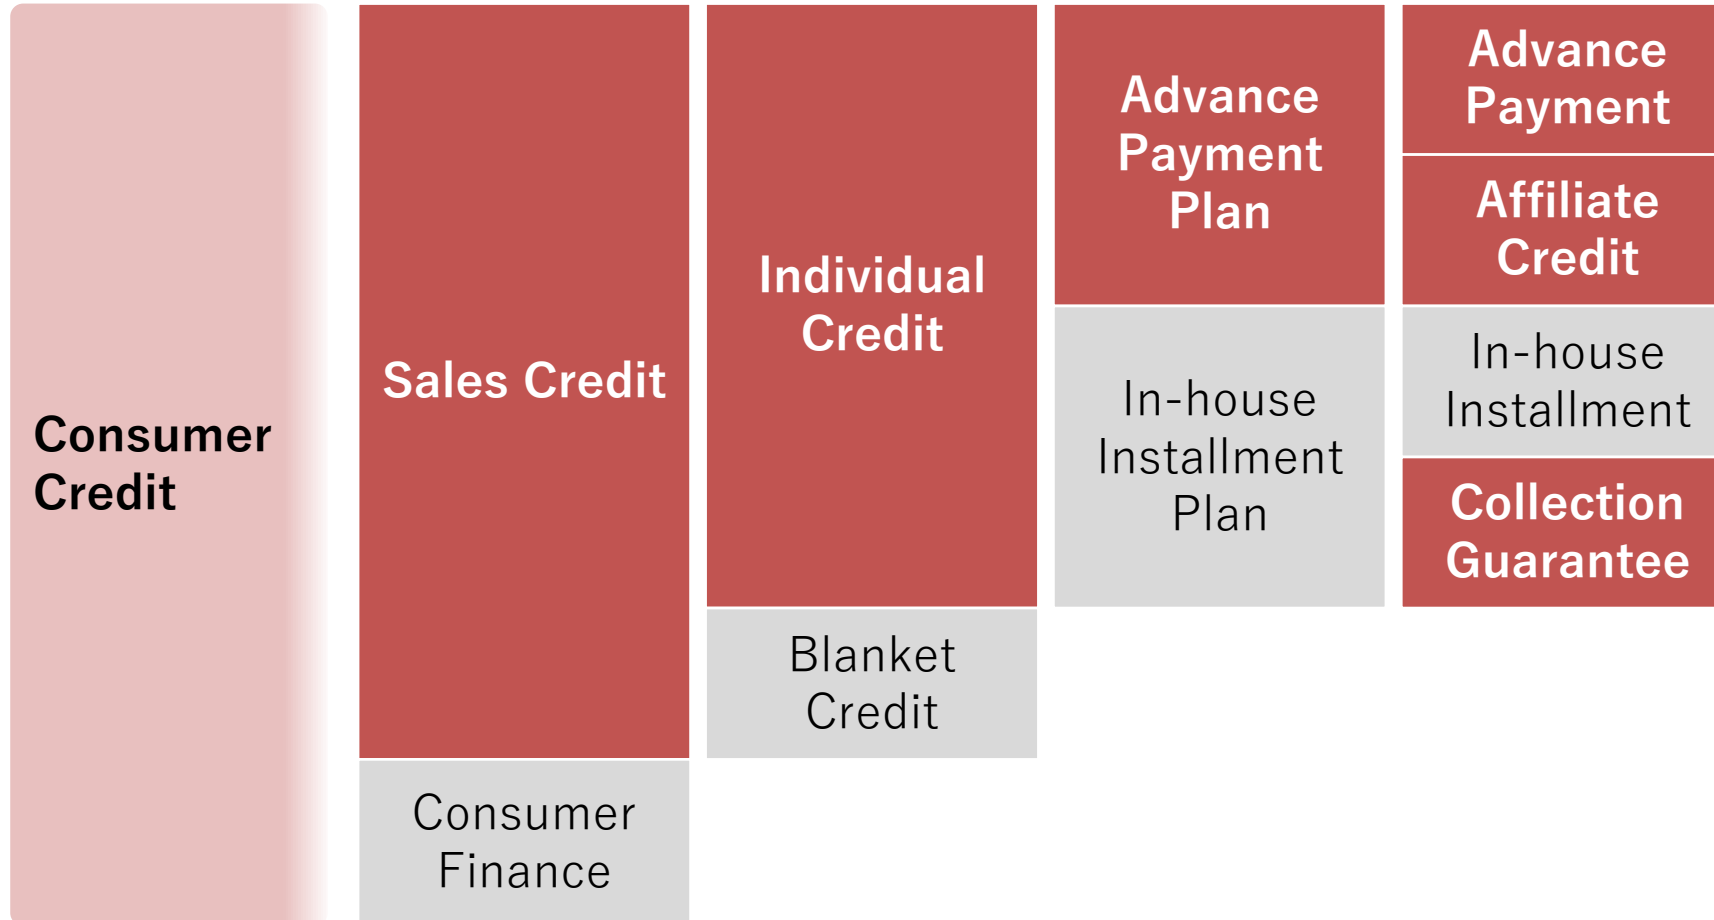 Consumer
Credit
Sales Credit
Consumer
Finance
Individual
Credit
Blanket
Credit
Advance
Payment
Plan
In-house
Installment
Plan
Advance
Payment
Affiliate
Credit
In-house
Installment
Collection
Guarantee